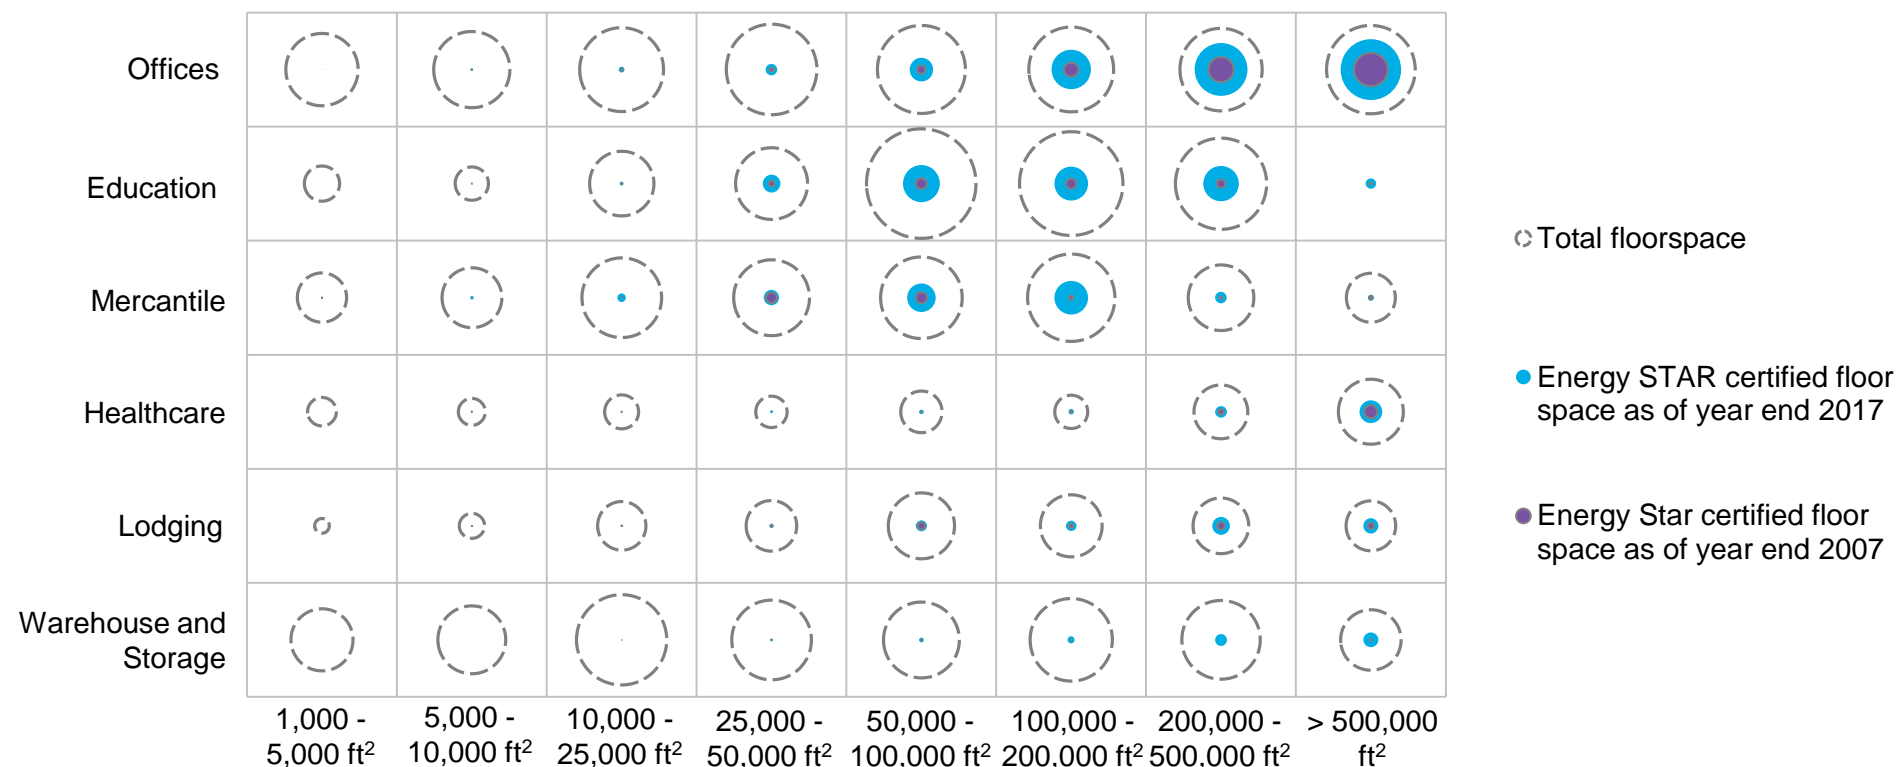 Offices
Education
Mercantile
Healthcare
Lodging
Warehouse and
Storage
1,000 -
5,000 ft²
5,000 -
10,000 ft²
10,000 -
25,000 ft²
25,000 -
50,000 ft²
50,000 -
100,000 ft²
100,000 -
200,000 ft²
200,000 -
500,000 ft²
> 500,000
ft²
Total floorspace
Energy STAR certified floor
space as of year end 2017
Energy Star certified floor
space as of year end 2007